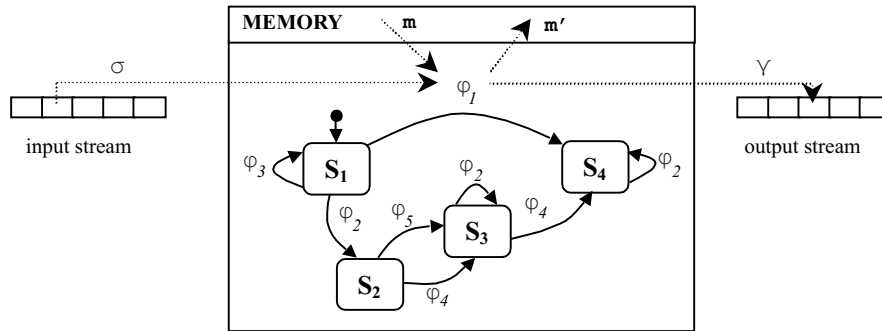 MEMORY m m’
σ γ
φ1
input stream output stream
φ3 S1 φ2 S4 φ2
φ2 φ5 S3 φ4
S2 φ4